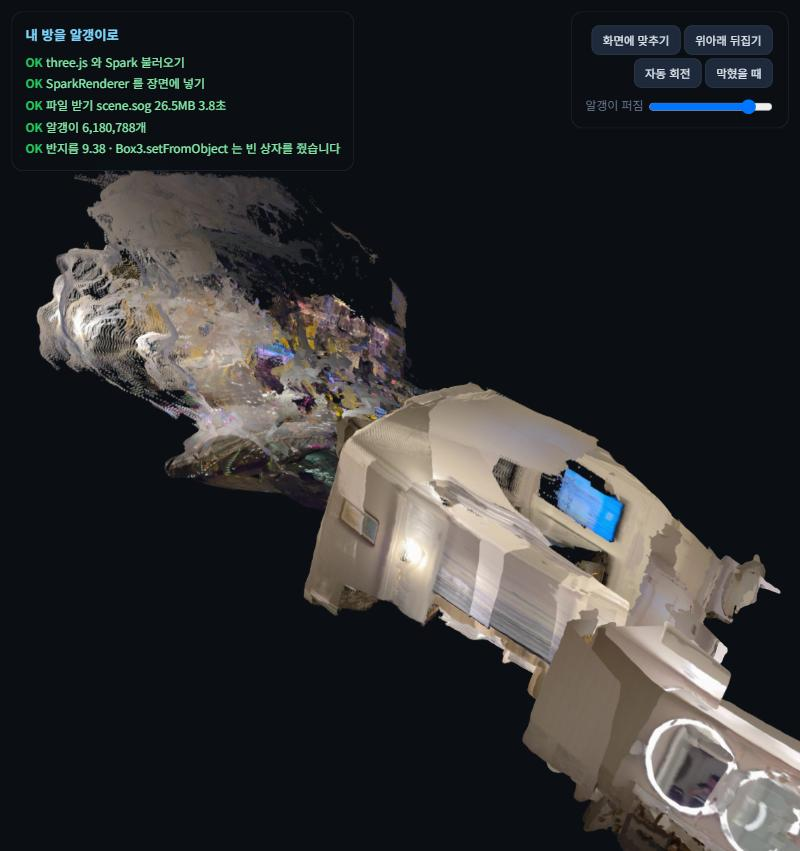 내 방을 알갱이로
OK three.js 와 Spark 불러오기
OK SparkRenderer 를 장면에 넣기
OK 파일 받기 scene.sog 26.5MB 3.8초
OK 알갱이 6,180,788개
OK 반지름 9.38 · Box3.setFromObject 는 빈 상자를 줬습니다
화면에 맞추기 위아래 뒤집기
자동 회전 막혔을 때
알갱이 퍼짐